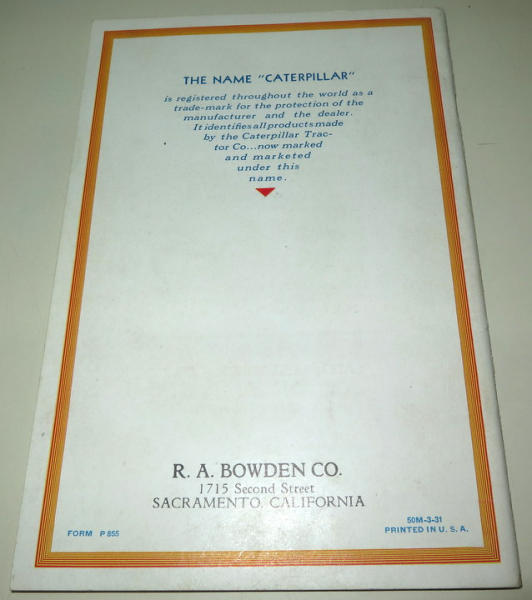 THE NAME "CATERPILLAR"
is registered throughout the world as a
trade-mark for the protection of the
manufacturer and the dealer.
It identifies all products made
by the Caterpillar Trac-
tor Co...now marked
and marketed
under this
name.
R. A. BOWDEN CO.
1715 Second Street
SACRAMENTO, CALIFORNIA
FORM P 855
50M-3-31
PRINTED IN U. S. A.